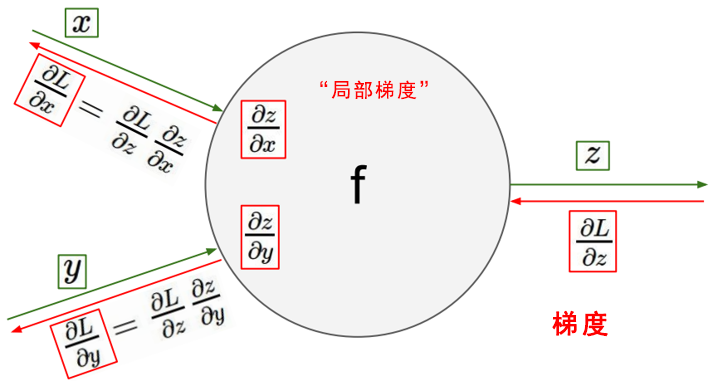 x
∂L/∂x = ∂L/∂z ∂z/∂x
“局部梯度”
∂z/∂x
f
z
∂L/∂z
梯度
∂z/∂y
y
∂L/∂y = ∂L/∂z ∂z/∂y